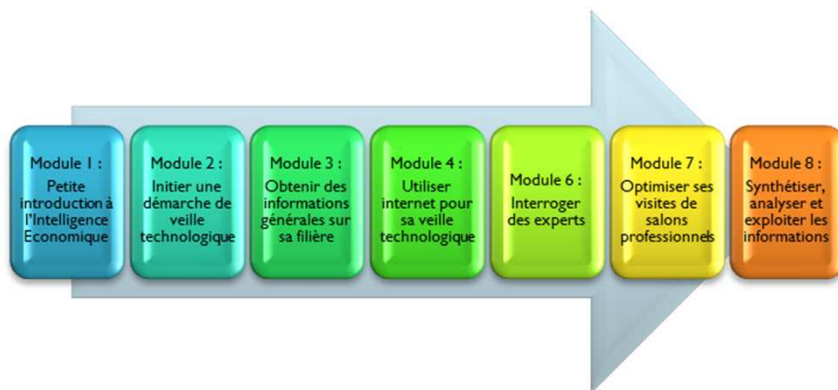 Module 1 :
Petite
introduction à
l'Intelligence
Economique
Module 2 :
Initier une
démarche de
veille
technologique
Module 3 :
Obtenir des
informations
générales sur
sa filière
Module 4 :
Utiliser
internet pour
sa veille
technologique
Module 6 :
Interroger
des experts
Module 7 :
Optimiser ses
visites de
salons
professionnels
Module 8 :
Synthétiser,
analyser et
exploiter les
informations